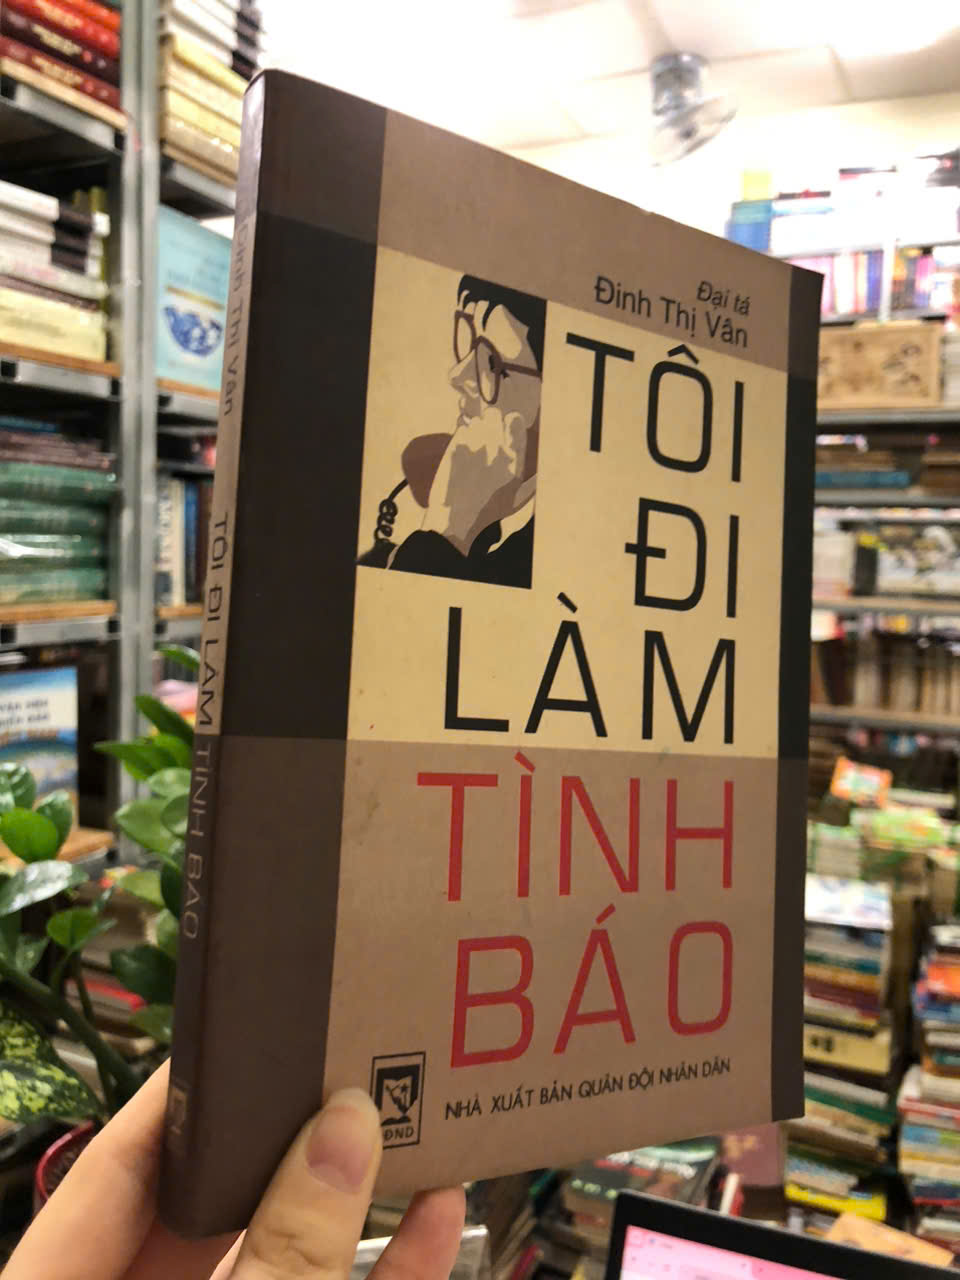 Đại tá
Đinh Thị Vân
TÔI
ĐI
LÀM
TÌNH
BÁO
NHÀ XUẤT BẢN QUÂN ĐỘI NHÂN DÂN
Đinh Thị Vân
TÔI ĐI LÀM TÌNH BÁO